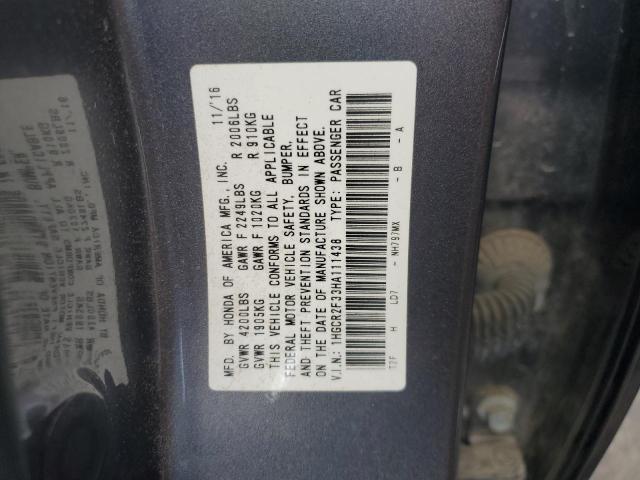 MFD. BY HONDA OF AMERICA MFG., INC. 11/'16
GVWR 4200LBS GAWR F 2249LBS R 2006LBS
GVWR 1905KG GAWR F 1020KG R 910KG
THIS VEHICLE CONFORMS TO ALL APPLICABLE
FEDERAL MOTOR VEHICLE SAFETY, BUMPER,
AND THEFT PREVENTION STANDARDS IN EFFECT
ON THE DATE OF MANUFACTURE SHOWN ABOVE.
V.I.N.: 1HGCR2F33HA111438 TYPE: PASSENGER CAR
T2F H LD7 - NH797MX - B - A